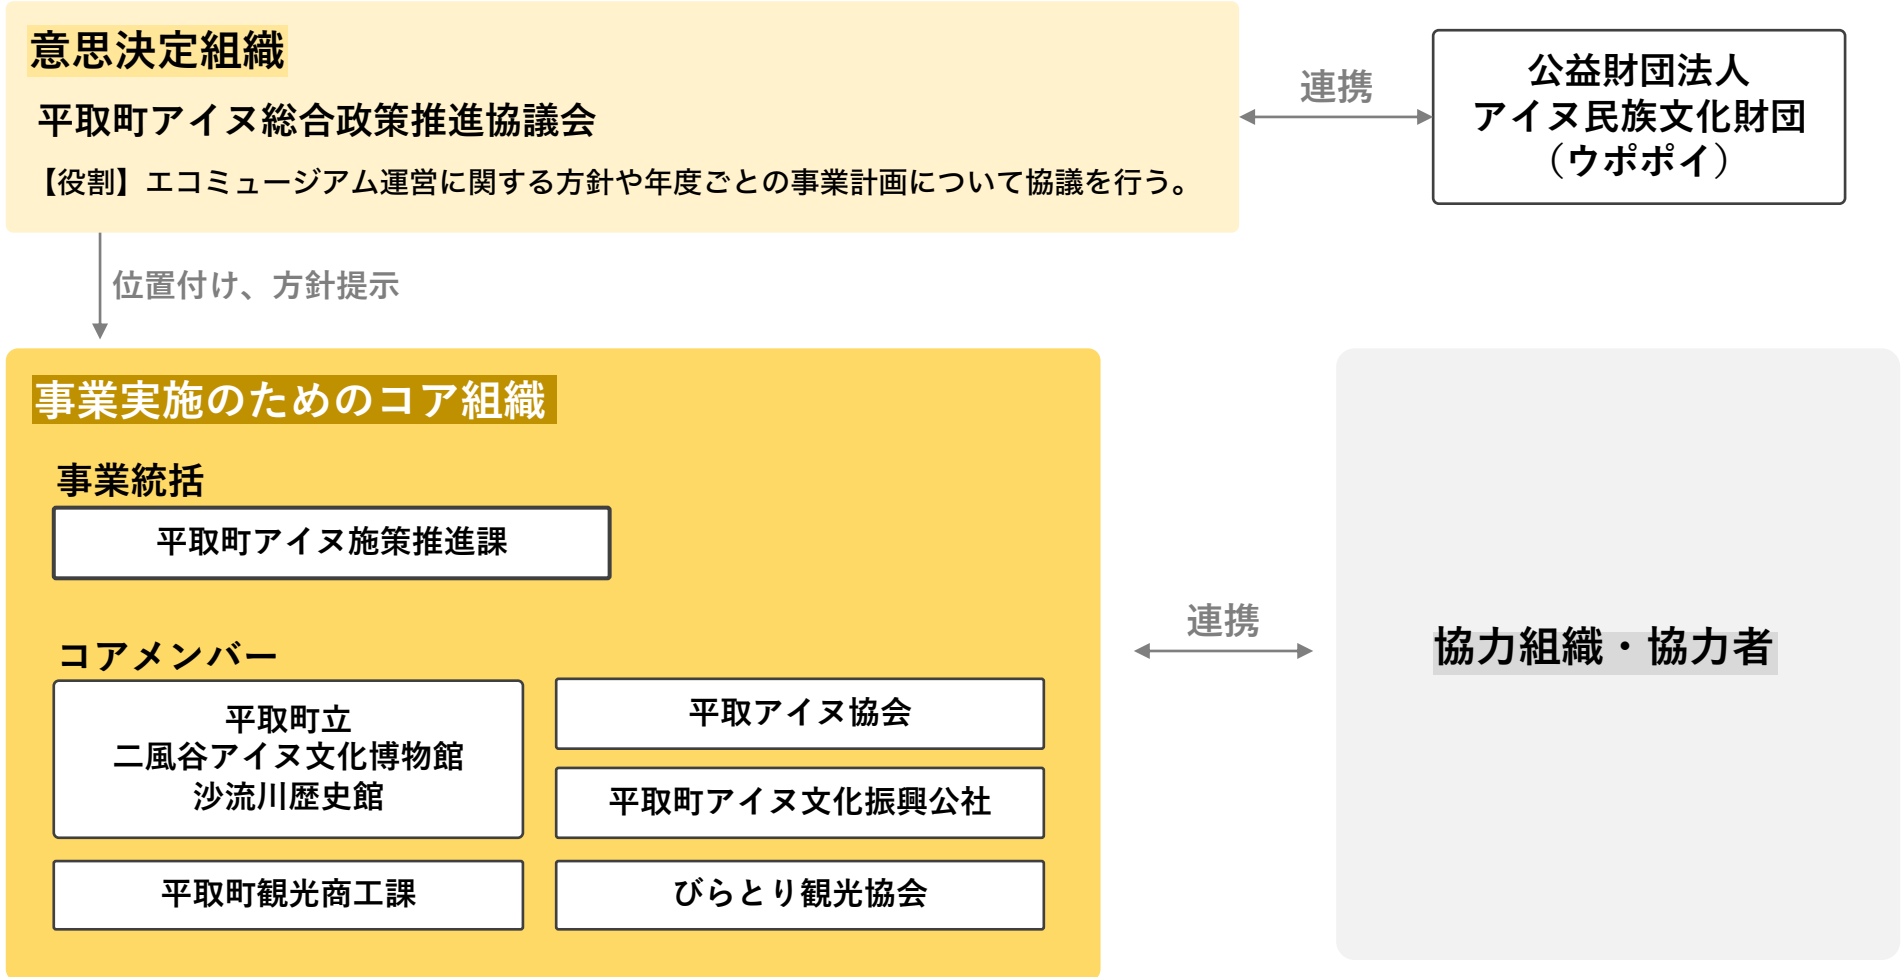 意思決定組織
平取町アイヌ総合政策推進協議会
【役割】エコミュージアム運営に関する方針や年度ごとの事業計画について協議を行う。
連携
公益財団法人
アイヌ民族文化財団
（ウポポイ）
位置付け、方針提示
事業実施のためのコア組織
事業統括
平取町アイヌ施策推進課
コアメンバー
平取町立
二風谷アイヌ文化博物館
沙流川歴史館
平取町観光商工課
平取アイヌ協会
平取町アイヌ文化振興公社
びらとり観光協会
連携
協力組織・協力者